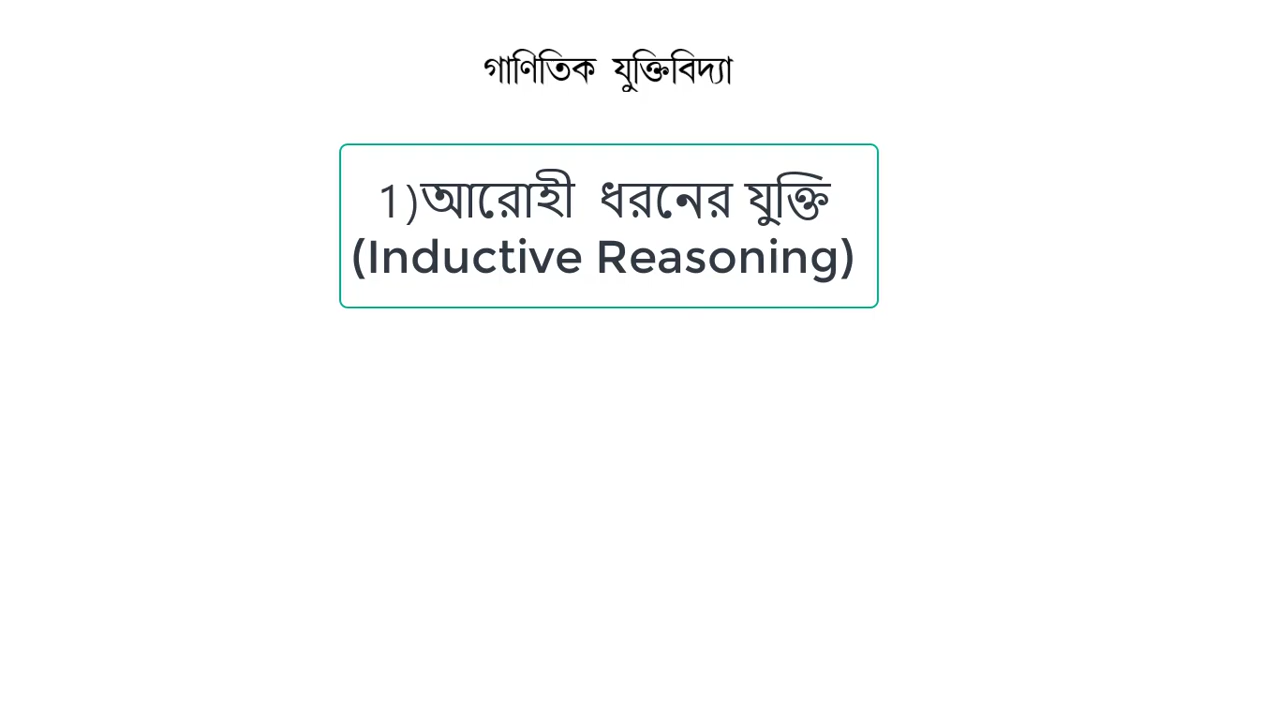 গাণিতিক যুক্তিবিদ্যা
1)আরোহী ধরনের যুক্তি
(Inductive Reasoning)